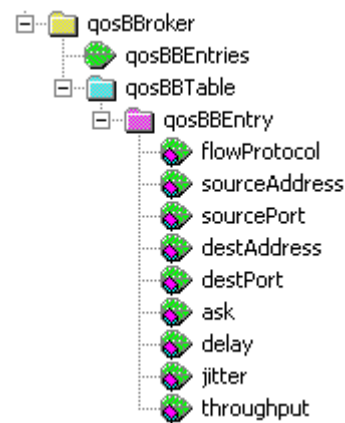 qosBBroker
qosBBEntries
qosBBTable
qosBBEntry
flowProtocol
sourceAddress
sourcePort
destAddress
destPort
ask
delay
jitter
throughput